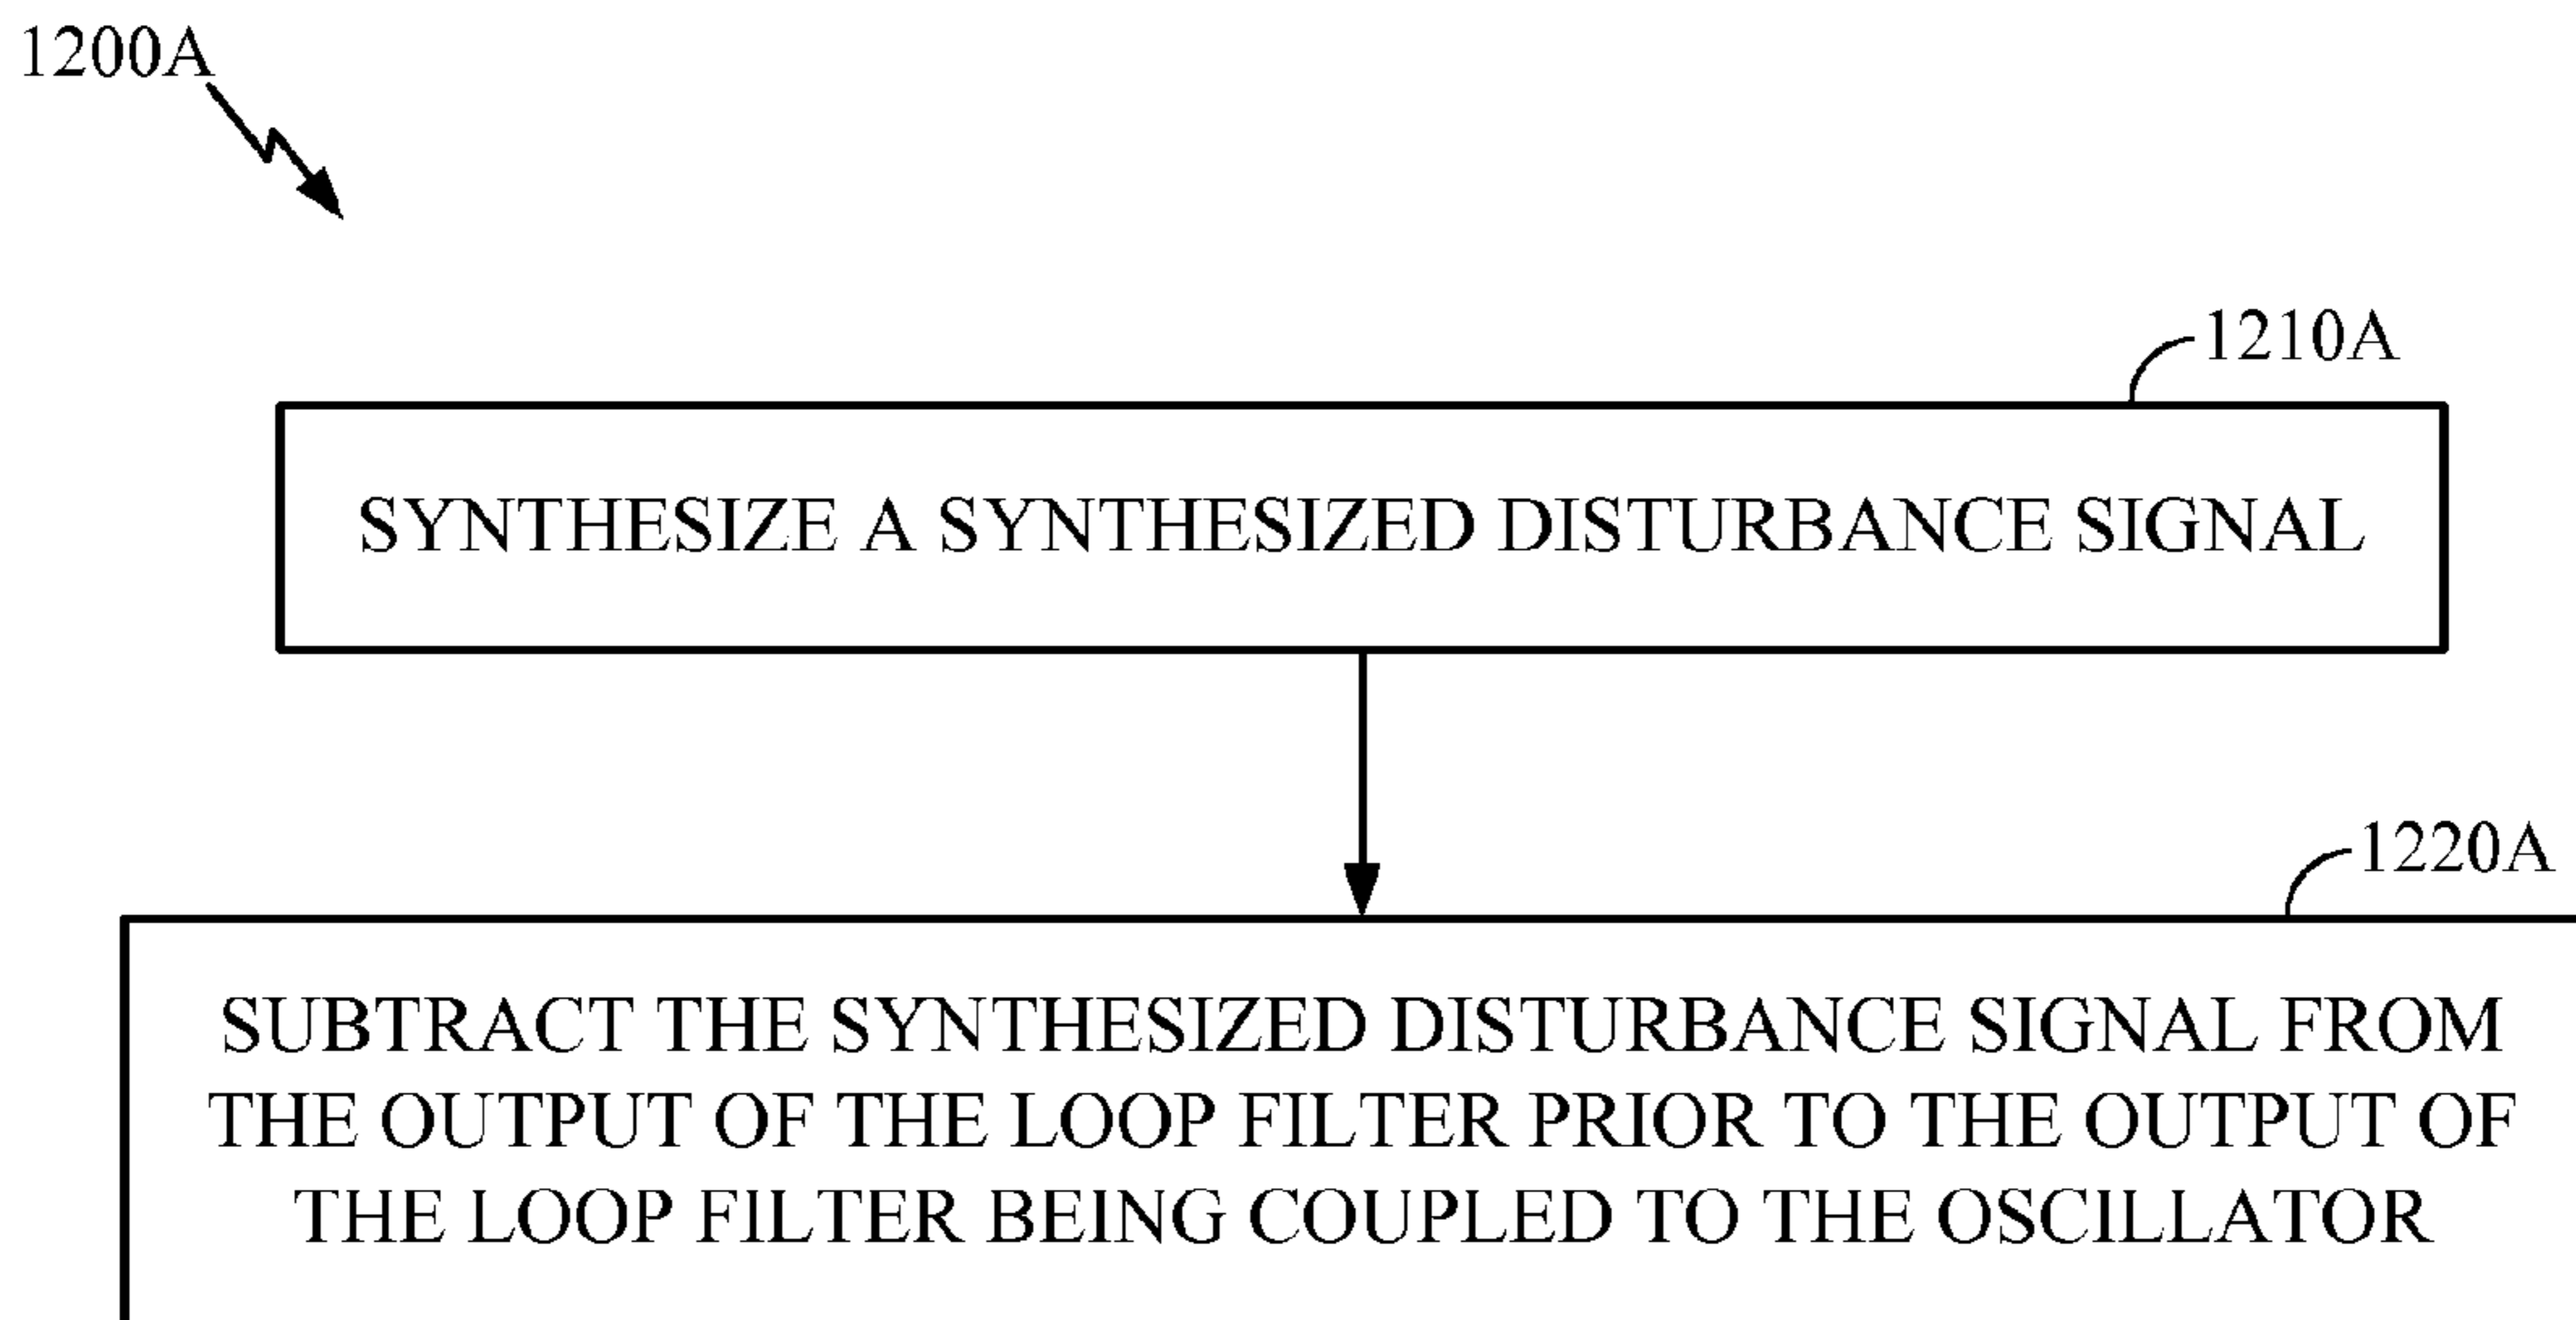 1200A
1210A
SYNTHESIZE A SYNTHESIZED DISTURBANCE SIGNAL
1220A
SUBTRACT THE SYNTHESIZED DISTURBANCE SIGNAL FROM
THE OUTPUT OF THE LOOP FILTER PRIOR TO THE OUTPUT OF
THE LOOP FILTER BEING COUPLED TO THE OSCILLATOR